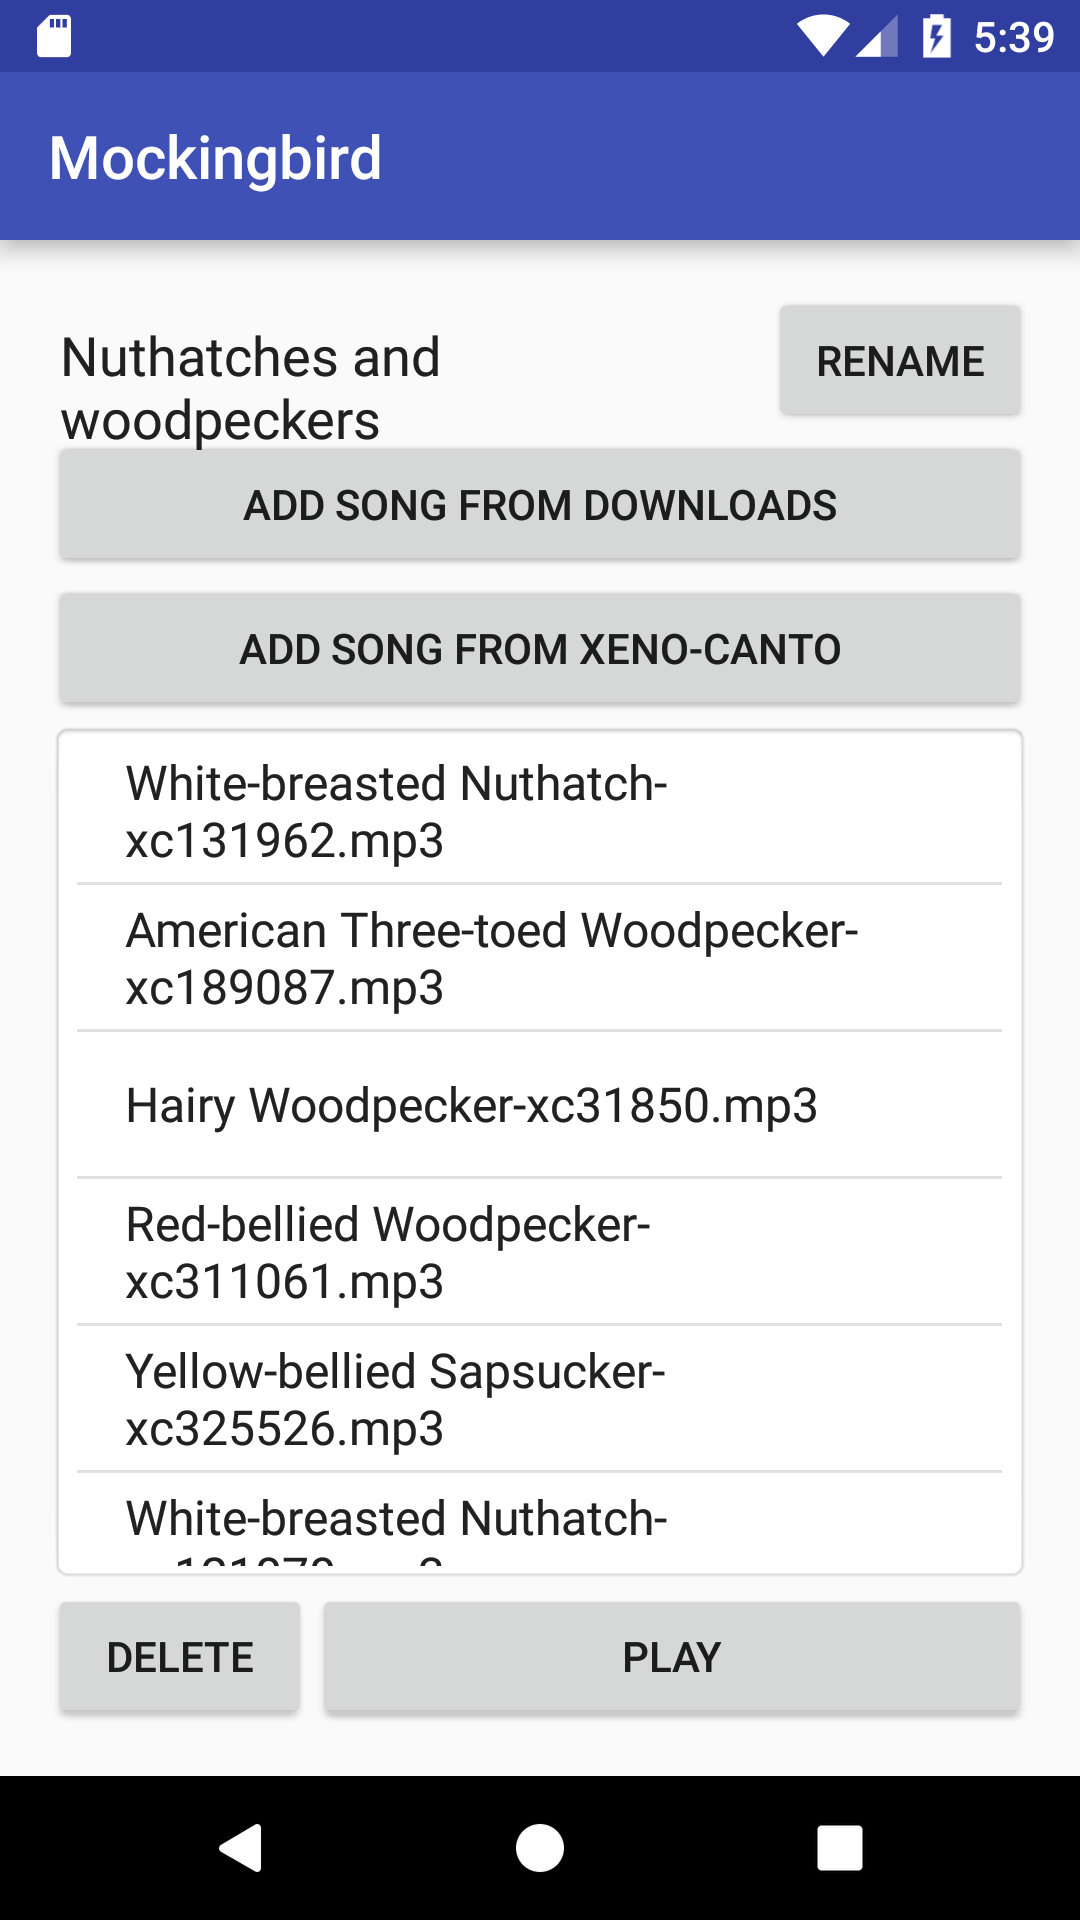 5:39
Mockingbird
Nuthatches and
woodpeckers
RENAME
ADD SONG FROM DOWNLOADS
ADD SONG FROM XENO-CANTO
White-breasted Nuthatch-
xc131962.mp3
American Three-toed Woodpecker-
xc189087.mp3
Hairy Woodpecker-xc31850.mp3
Red-bellied Woodpecker-
xc311061.mp3
Yellow-bellied Sapsucker-
xc325526.mp3
White-breasted Nuthatch-
DELETE
PLAY